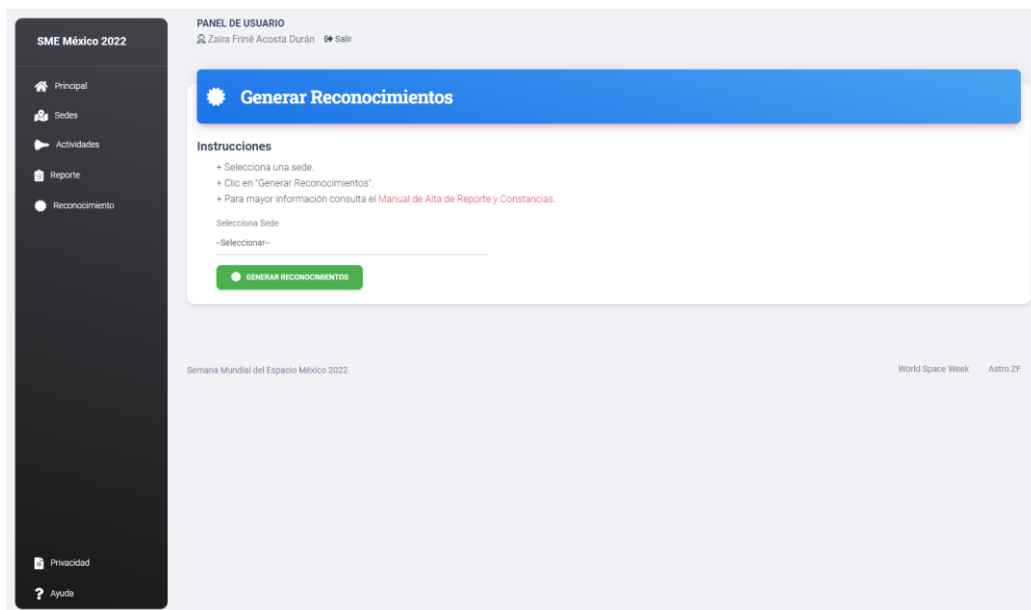 SME México 2022
Principal
Sedes
Actividades
Reporte
Reconocimiento
Privacidad
Ayuda
PANEL DE USUARIO
Zaira Friné Acosta Durán Salir
Generar Reconocimientos
Instrucciones
+ Selecciona una sede.
+ Clic en "Generar Reconocimientos".
+ Para mayor información consulta el Manual de Alta de Reporte y Constancias.
Selecciona Sede
--Seleccionar--
GENERAR RECONOCIMIENTOS
Semana Mundial del Espacio México 2022
World Space Week Astro ZF